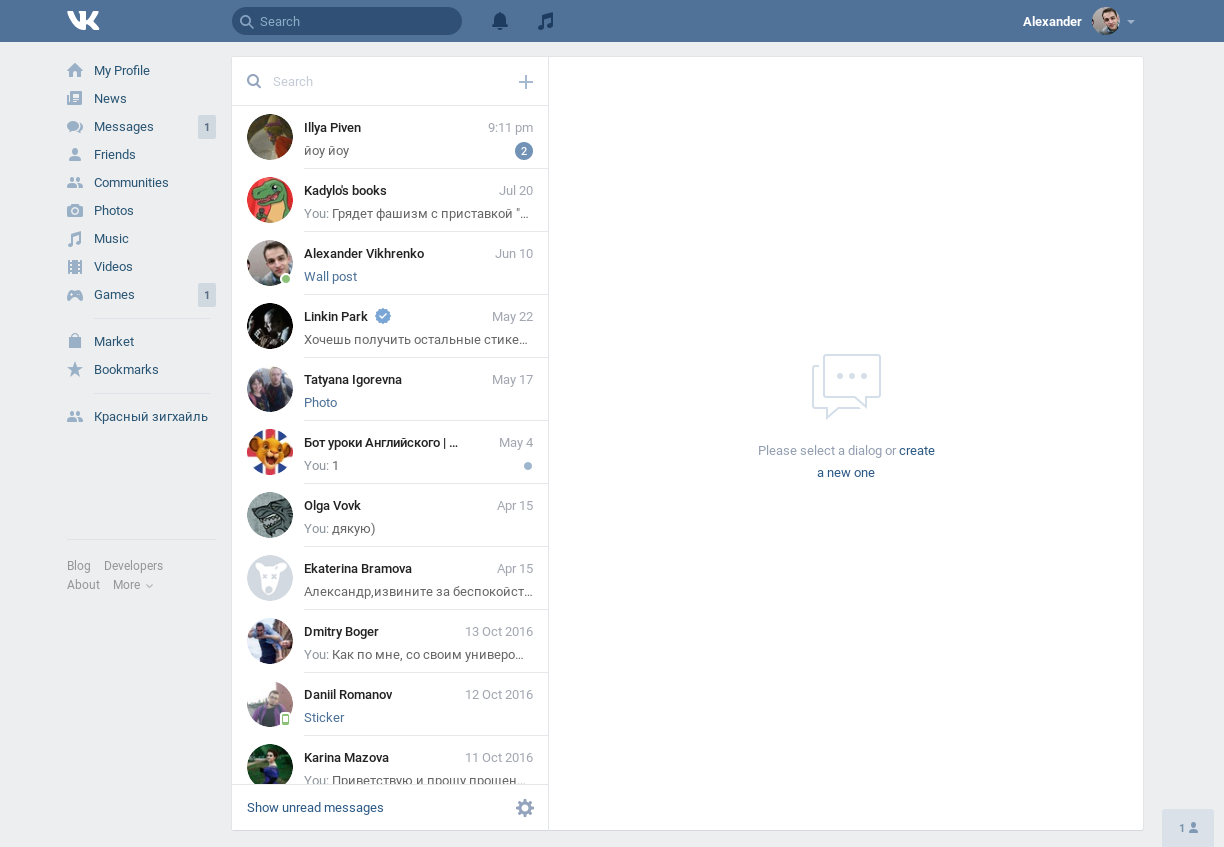 Search
Alexander
My Profile
News
Messages 1
Friends
Communities
Photos
Music
Videos
Games 1
Market
Bookmarks
Красный зигхайль
Blog Developers
About More
Search
Illya Piven 9:11 pm
йоу йоу 2
Kadylo's books Jul 20
You: Грядет фашизм с приставкой "...
Alexander Vikhrenko Jun 10
Wall post
Linkin Park May 22
Хочешь получить остальные стике...
Tatyana Igorevna May 17
Photo
Бот уроки Английского | ... May 4
You: 1
Olga Vovk Apr 15
You: дякую)
Ekaterina Bramova Apr 15
Александр,извините за беспокойст...
Dmitry Boger 13 Oct 2016
You: Как по мне, со своим универо...
Daniil Romanov 12 Oct 2016
Sticker
Karina Mazova 11 Oct 2016
You: Приветствую и прошу прощен...
Show unread messages
Please select a dialog or create
a new one
1